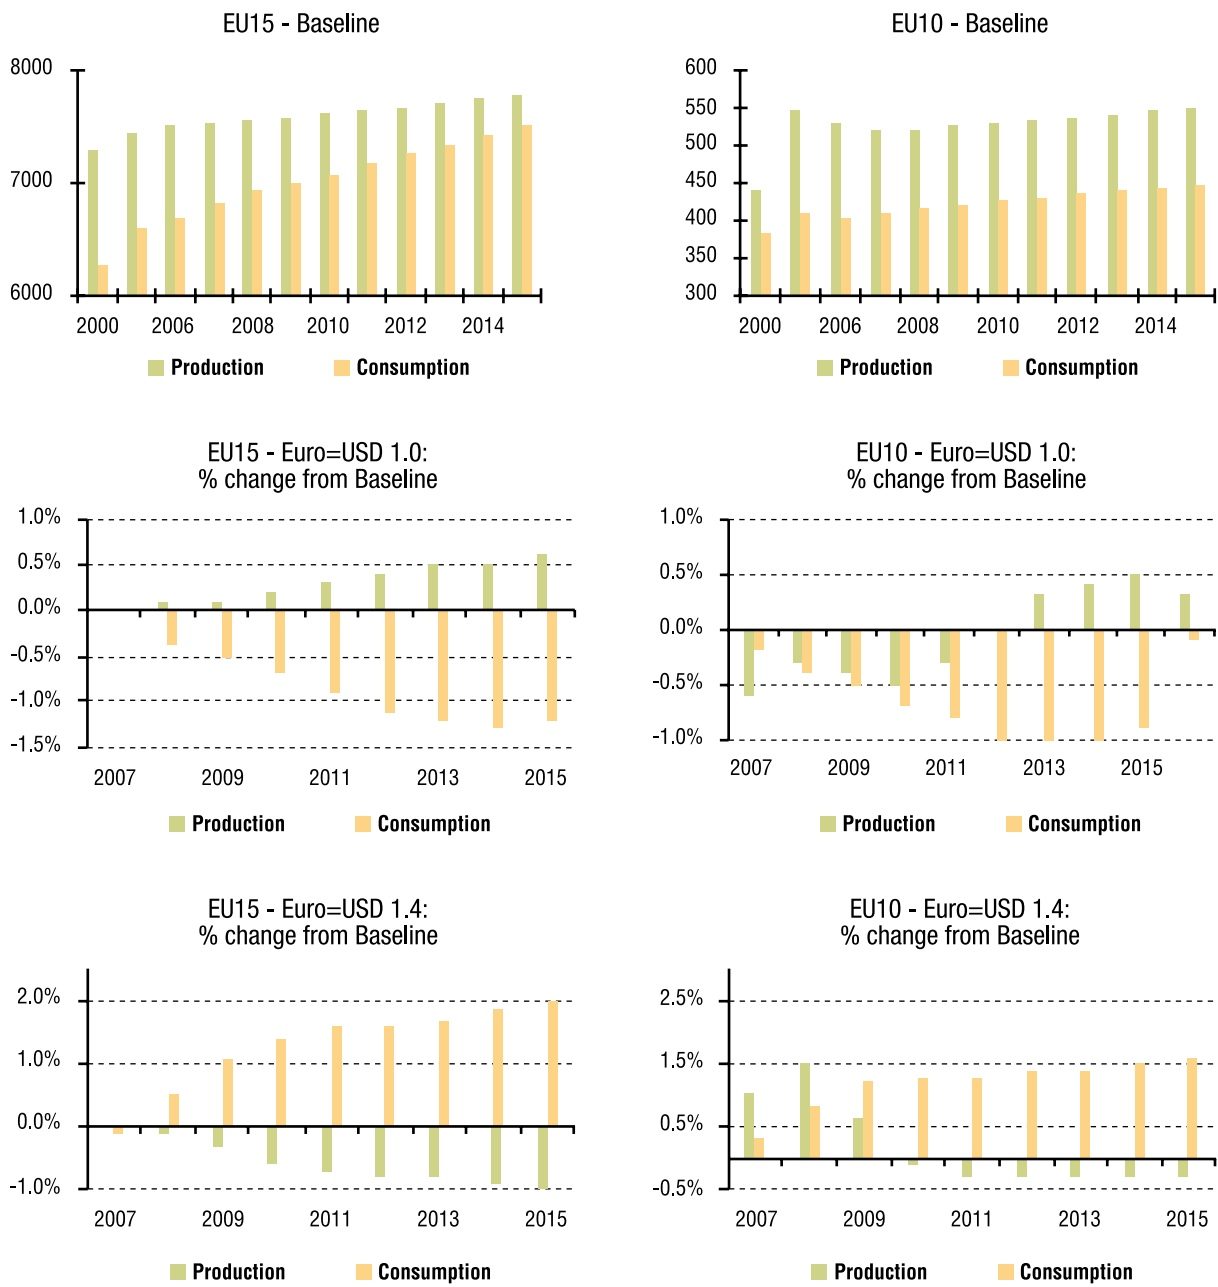 EU15 - Baseline
8000
7000
6000
2000 2006 2008 2010 2012 2014
Production Consumption
EU10 - Baseline
600
550
500
450
400
350
300
2000 2006 2008 2010 2012 2014
Production Consumption
EU15 - Euro=USD 1.0:
% change from Baseline
1.0%
0.5%
0.0%
-0.5%
-1.0%
-1.5%
2007 2009 2011 2013 2015
Production Consumption
EU10 - Euro=USD 1.0:
% change from Baseline
1.0%
0.5%
0.0%
-0.5%
-1.0%
2007 2009 2011 2013 2015
Production Consumption
EU15 - Euro=USD 1.4:
% change from Baseline
2.0%
1.0%
0.0%
-1.0%
2007 2009 2011 2013 2015
Production Consumption
EU10 - Euro=USD 1.4:
% change from Baseline
2.5%
1.5%
0.5%
-0.5%
2007 2009 2011 2013 2015
Production Consumption